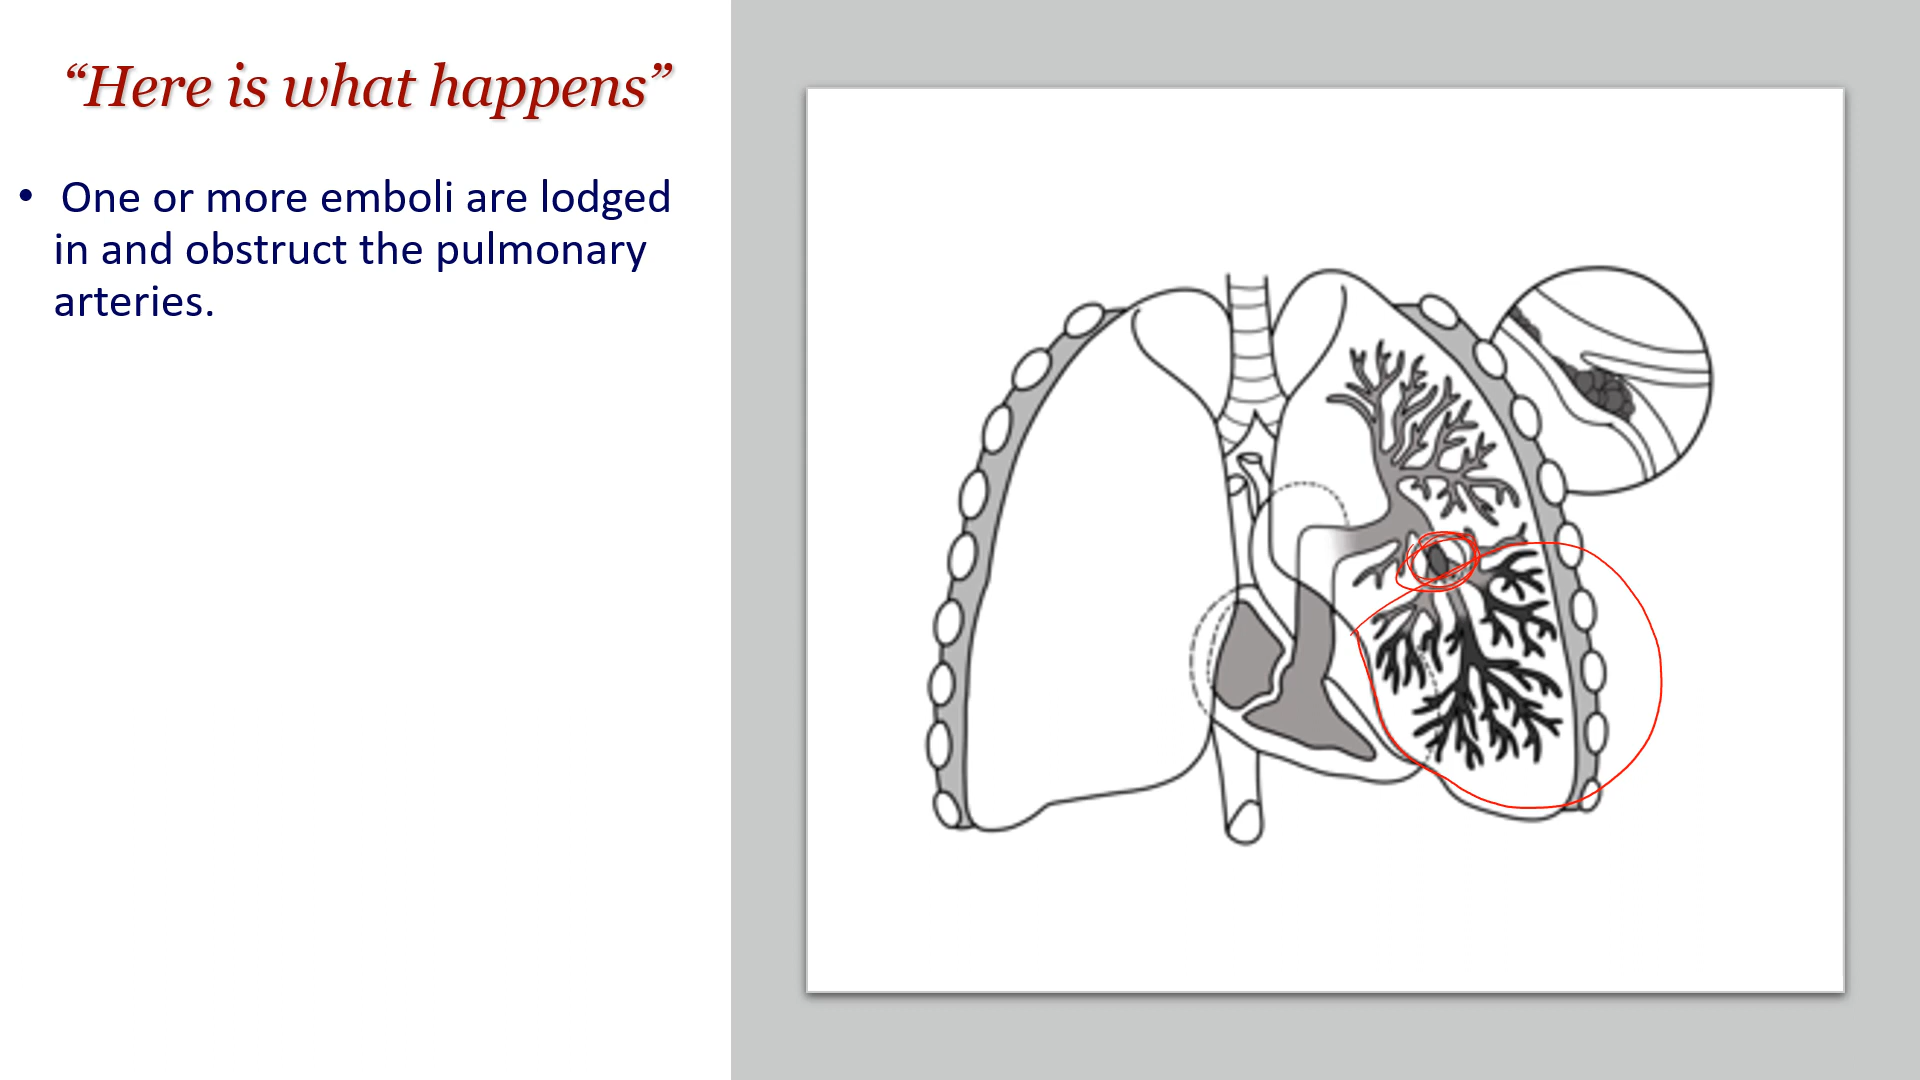 “Here is what happens”
• One or more emboli are lodged
in and obstruct the pulmonary
arteries.